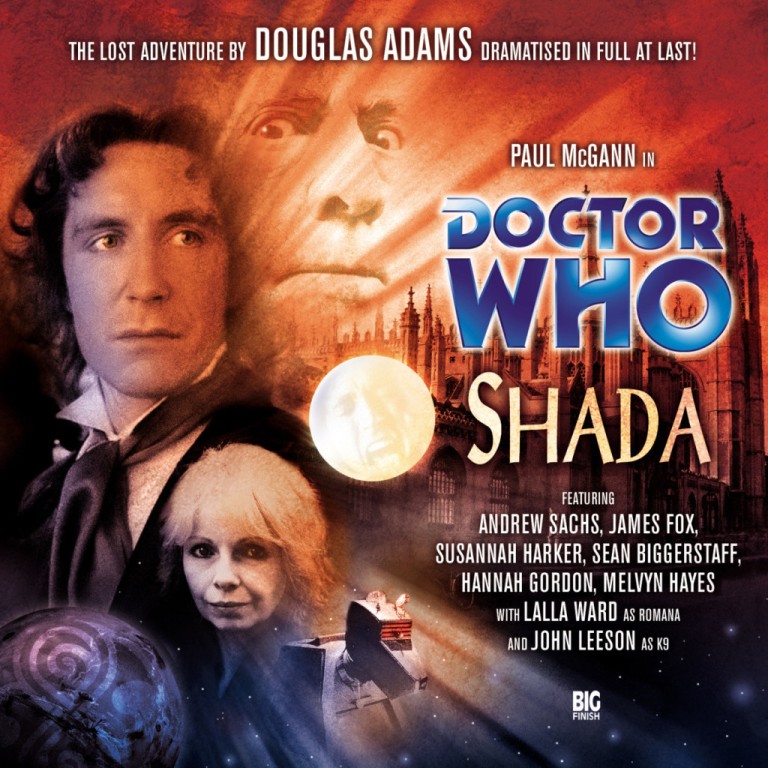 THE LOST ADVENTURE BY DOUGLAS ADAMS DRAMATISED IN FULL AT LAST!
PAUL McGANN IN
DOCTOR
WHO
SHADA
FEATURING
ANDREW SACHS, JAMES FOX,
SUSANNAH HARKER, SEAN BIGGERSTAFF,
HANNAH GORDON, MELVYN HAYES
WITH LALLA WARD AS ROMANA
AND JOHN LEESON AS K9
BIG
FINISH